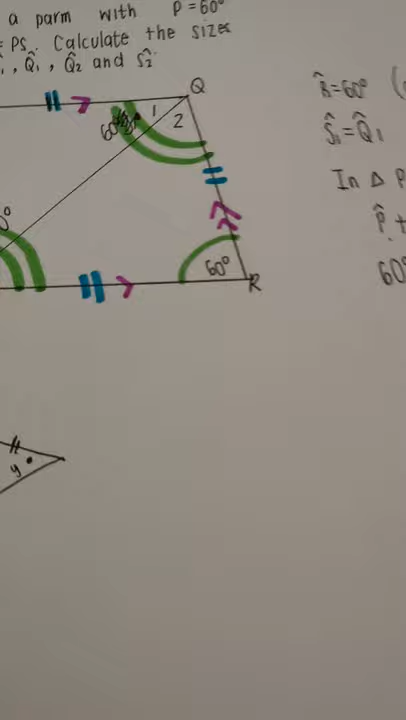 a parm with P̂ = 60°
= PS. Calculate the sizes
, Q̂1, Q̂2 and Ŝ2
Q
1
2
60°
60°
R
y
R̂ = 60° (
Ŝ1 = Q̂1
In Δ P
P̂ +
60°